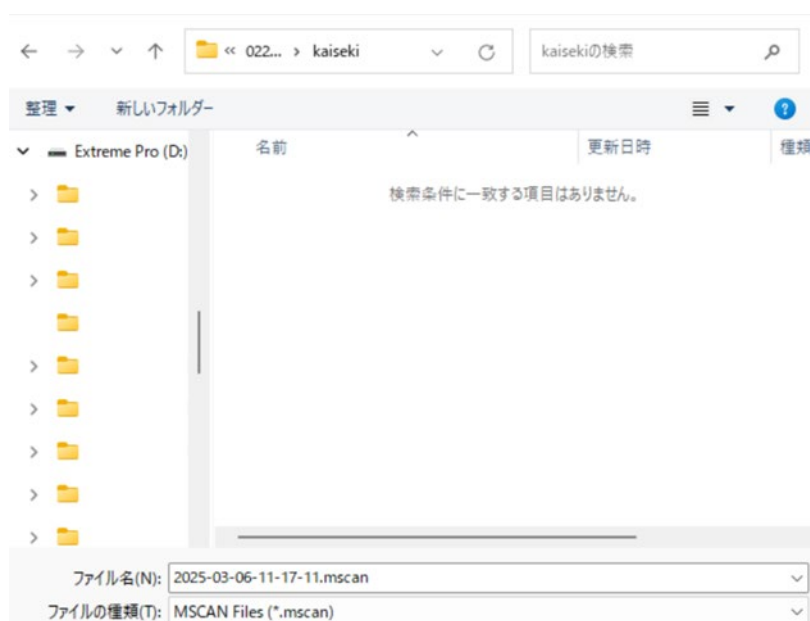 « 022... › kaiseki
kaisekiの検索
整理 新しいフォルダー
Extreme Pro (D:)
名前 更新日時 種類
検索条件に一致する項目はありません。
ファイル名(N): 2025-03-06-11-17-11.mscan
ファイルの種類(T): MSCAN Files (*.mscan)